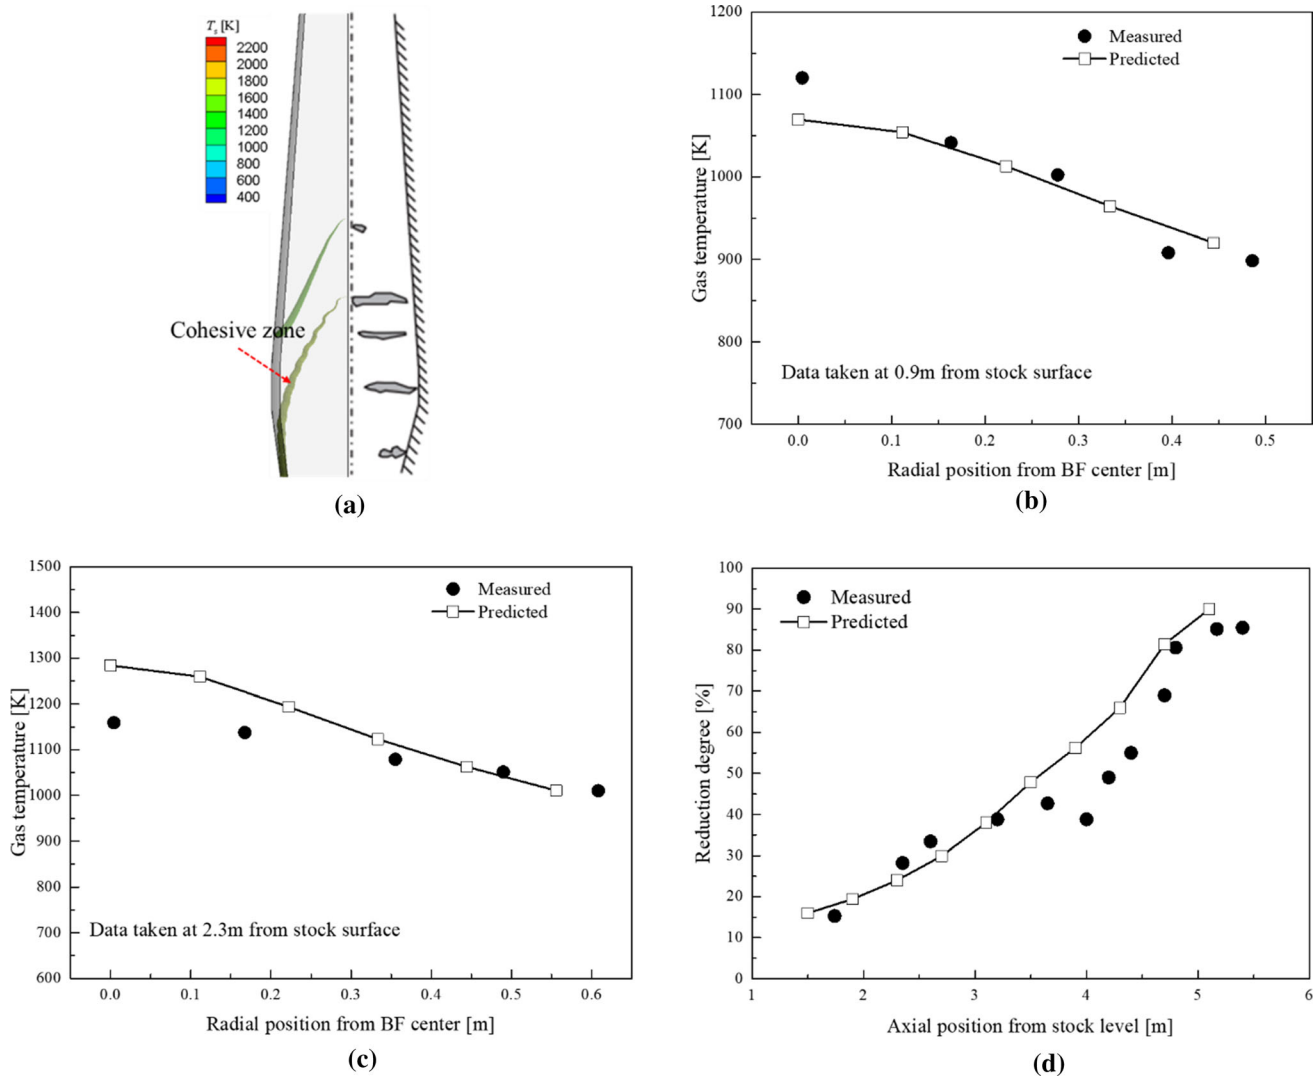 T_s [K]
2200
2000
1800
1600
1400
1200
1000
800
600
400
Cohesive zone
(a)
1200
1100
1000
900
800
700
Gas temperature [K]
Measured
Predicted
Data taken at 0.9m from stock surface
0.0 0.1 0.2 0.3 0.4 0.5
Radial position from BF center [m]
(b)
1500
1400
1300
1200
1100
1000
900
800
700
600
Gas temperature [K]
Measured
Predicted
Data taken at 2.3m from stock surface
0.0 0.1 0.2 0.3 0.4 0.5 0.6
Radial position from BF center [m]
(c)
100
90
80
70
60
50
40
30
20
10
0
Reduction degree [%]
Measured
Predicted
1 2 3 4 5 6
Axial position from stock level [m]
(d)